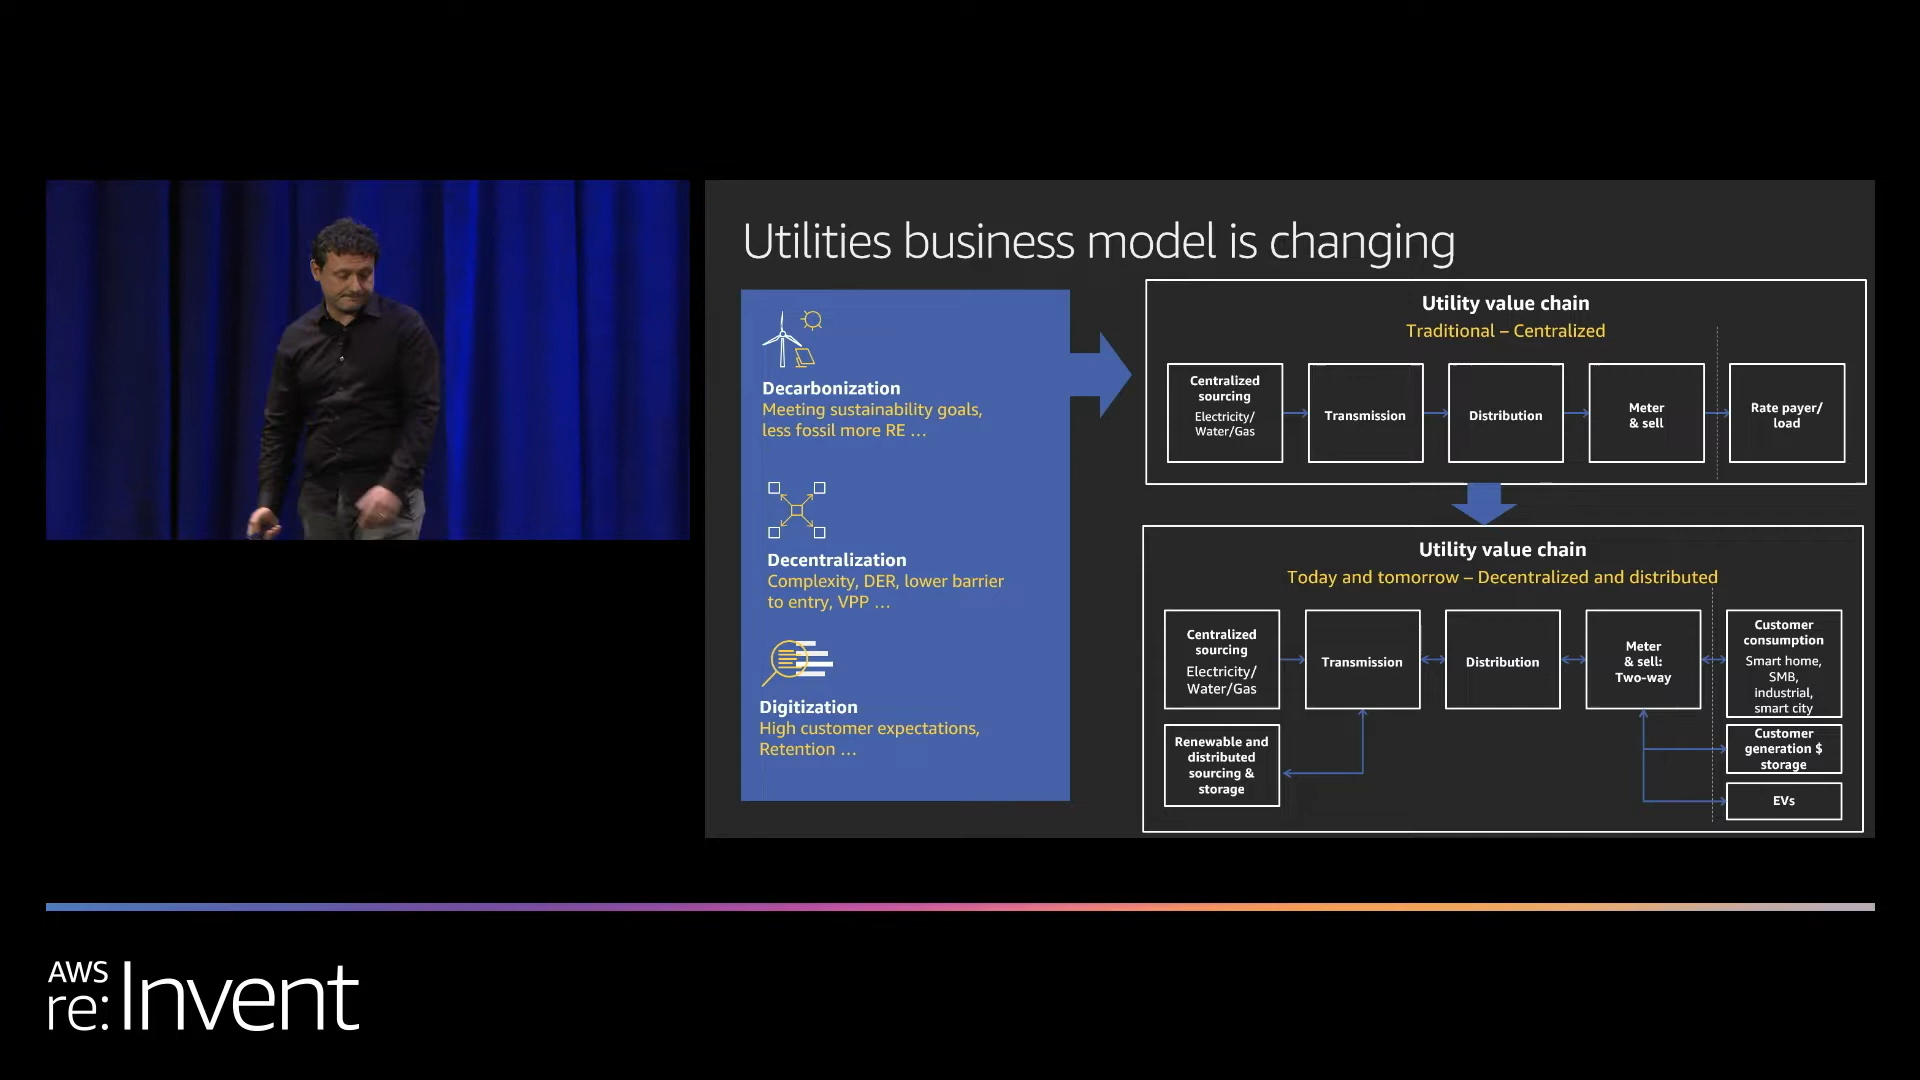 Utilities business model is changing
Decarbonization
Meeting sustainability goals,
less fossil more RE ...
Decentralization
Complexity, DER, lower barrier
to entry, VPP ...
Digitization
High customer expectations,
Retention ...
Utility value chain
Traditional – Centralized
Centralized
sourcing
Electricity/
Water/Gas
Transmission
Distribution
Meter
& sell
Rate payer/
load
Utility value chain
Today and tomorrow – Decentralized and distributed
Centralized
sourcing
Electricity/
Water/Gas
Transmission
Distribution
Meter
& sell:
Two-way
Customer
consumption
Smart home,
SMB,
industrial,
smart city
Renewable and
distributed
sourcing &
storage
Customer
generation $
storage
EVs
AWS
re:Invent